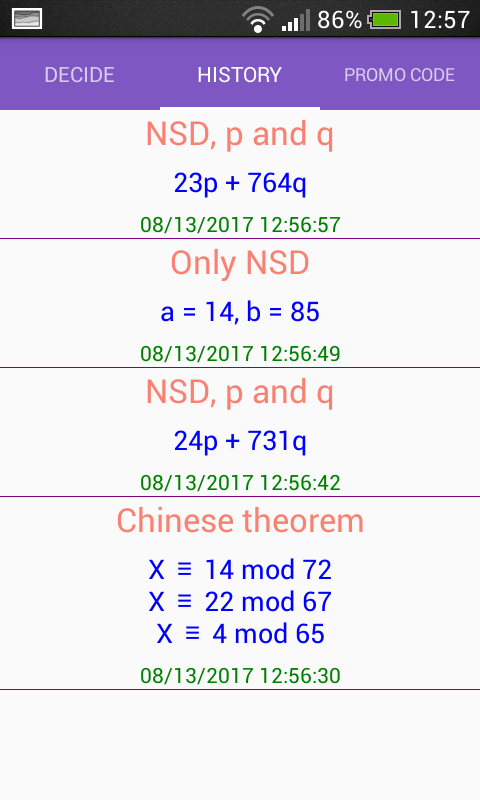 86% 12:57
DECIDE HISTORY PROMO CODE
NSD, p and q
23p + 764q
08/13/2017 12:56:57
Only NSD
a = 14, b = 85
08/13/2017 12:56:49
NSD, p and q
24p + 731q
08/13/2017 12:56:42
Chinese theorem
X ≡ 14 mod 72
X ≡ 22 mod 67
X ≡ 4 mod 65
08/13/2017 12:56:30